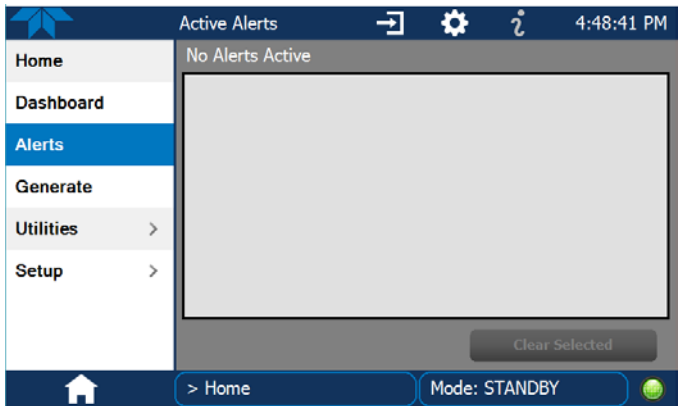 Active Alerts
4:48:41 PM
Home
No Alerts Active
Dashboard
Alerts
Generate
Utilities >
Setup >
Clear Selected
> Home
Mode: STANDBY